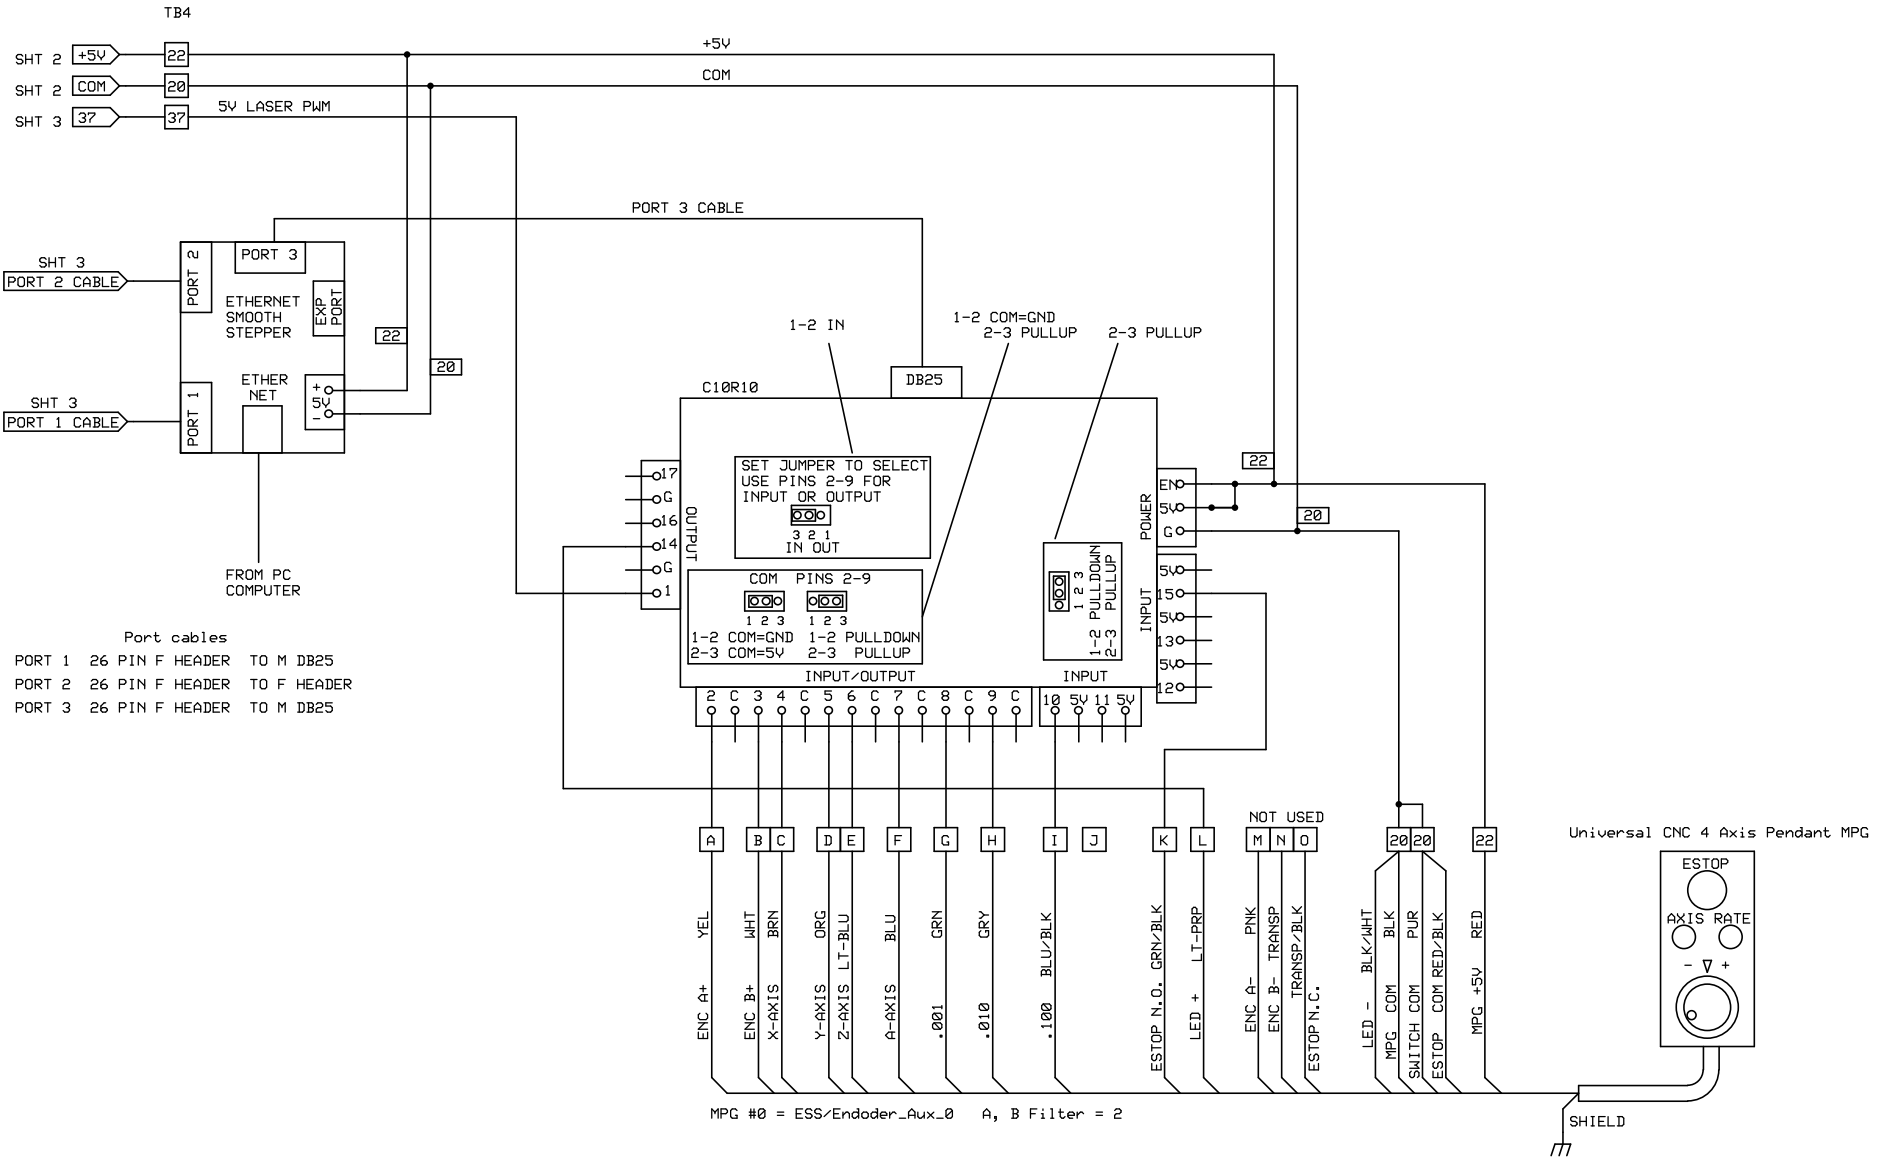 TB4
SHT 2 +5V 22 +5V
SHT 2 COM 20 COM
SHT 3 37 37 5V LASER PWM
PORT 3 CABLE
PORT 2
PORT 3
SHT 3
PORT 2 CABLE
EXP
PORT
ETHERNET
SMOOTH
STEPPER
22
20
ETHER
NET
+
5V
-
SHT 3
PORT 1 CABLE
PORT 1
FROM PC
COMPUTER
1-2 IN
1-2 COM=GND
2-3 PULLUP
2-3 PULLUP
DB25
C10R10
SET JUMPER TO SELECT
USE PINS 2-9 FOR
INPUT OR OUTPUT
3 2 1
IN OUT
17
G
16
14
G
1
OUTPUT
COM PINS 2-9
1 2 3 1 2 3
1-2 COM=GND 1-2 PULLDOWN
2-3 COM=5V 2-3 PULLUP
1 2 3
1-2 PULLDOWN
2-3 PULLUP
POWER
EN
5V
G
22
20
INPUT
5V
15
5V
13
5V
12
INPUT/OUTPUT
2 C 3 4 C 5 6 C 7 C 8 C 9 C
INPUT
10 5V 11 5V
Port cables
PORT 1 26 PIN F HEADER TO M DB25
PORT 2 26 PIN F HEADER TO F HEADER
PORT 3 26 PIN F HEADER TO M DB25
NOT USED
A B C D E F G H I J K L M N O 20 20 22
ENC A+ YEL
ENC B+ WHT
X-AXIS BRN
Y-AXIS ORG
Z-AXIS LT-BLU
A-AXIS BLU
.001 GRN
.010 GRY
.100 BLU/BLK
ESTOP N.O. GRN/BLK
LED + LT-PRP
ENC A- PNK
ENC B- TRANSP
TRANSP/BLK
ESTOP N.C.
LED - BLK/WHT
MPG COM BLK
SWITCH COM PUR
ESTOP COM RED/BLK
MPG +5V RED
Universal CNC 4 Axis Pendant MPG
ESTOP
AXIS RATE
- +
MPG #0 = ESS/Endoder_Aux_0 A, B Filter = 2
SHIELD